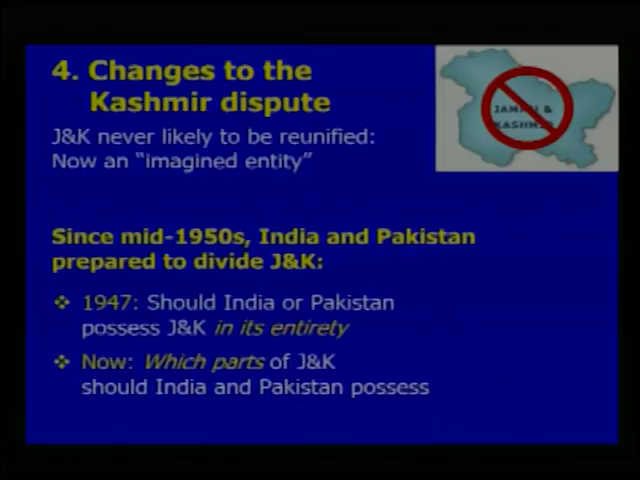 4. Changes to the
Kashmir dispute
J&K never likely to be reunified:
Now an “imagined entity”
JAMMU &
KASHMIR
Since mid-1950s, India and Pakistan
prepared to divide J&K:
❖ 1947: Should India or Pakistan
possess J&K in its entirety
❖ Now: Which parts of J&K
should India and Pakistan possess